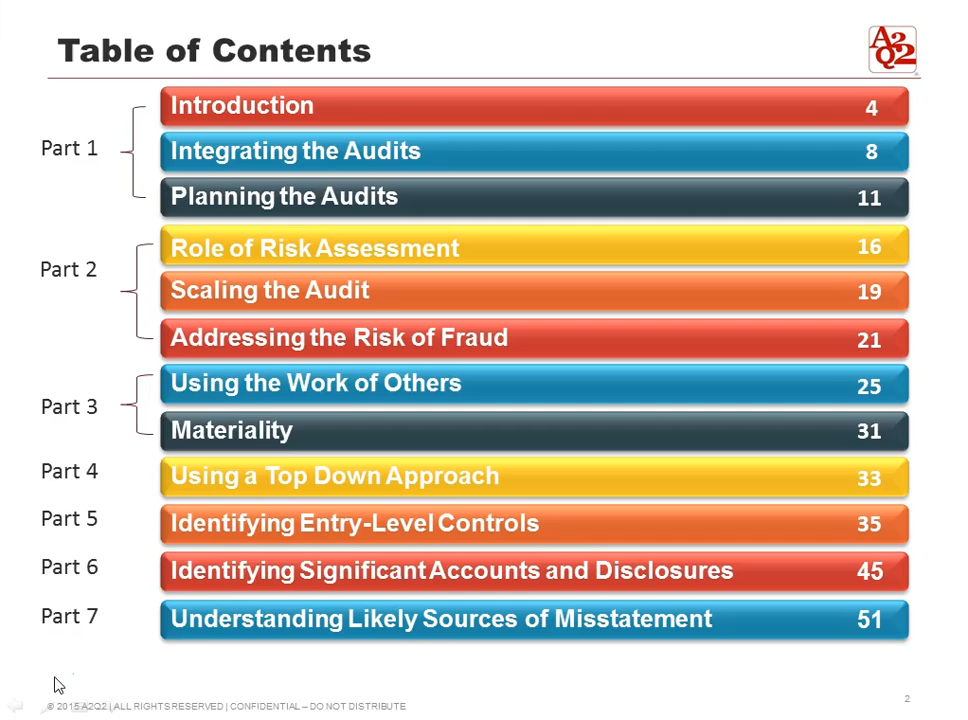 Table of Contents
A2
Q2
Part 1
Introduction 4
Integrating the Audits 8
Planning the Audits 11
Part 2
Role of Risk Assessment 16
Scaling the Audit 19
Addressing the Risk of Fraud 21
Part 3
Using the Work of Others 25
Materiality 31
Part 4 Using a Top Down Approach 33
Part 5 Identifying Entry-Level Controls 35
Part 6 Identifying Significant Accounts and Disclosures 45
Part 7 Understanding Likely Sources of Misstatement 51
© 2015 A2Q2 | ALL RIGHTS RESERVED | CONFIDENTIAL – DO NOT DISTRIBUTE 2